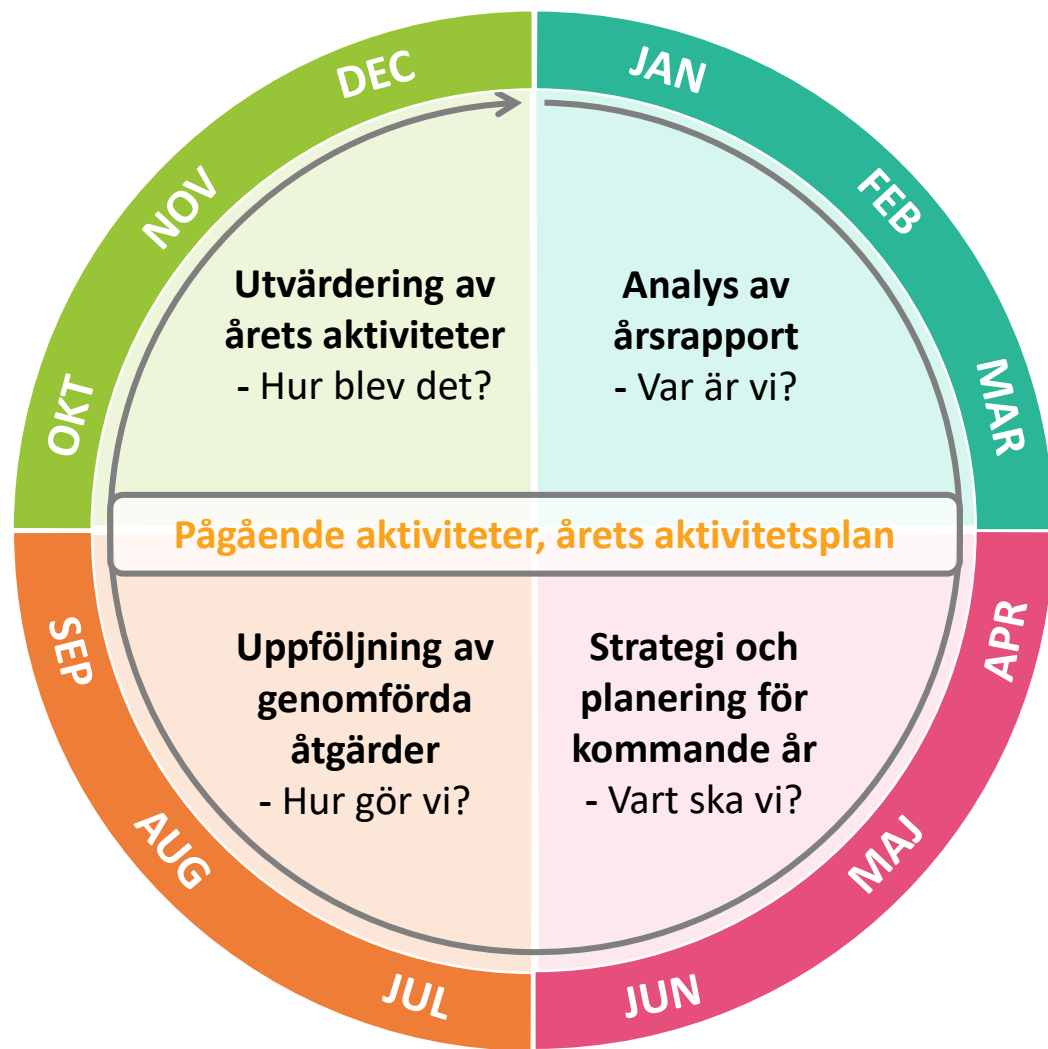 JAN
FEB
MAR
APR
MAJ
JUN
JUL
AUG
SEP
OKT
NOV
DEC
Analys av
årsrapport
- Var är vi?
Strategi och
planering för
kommande år
- Vart ska vi?
Uppföljning av
genomförda
åtgärder
- Hur gör vi?
Utvärdering av
årets aktiviteter
- Hur blev det?
Pågående aktiviteter, årets aktivitetsplan